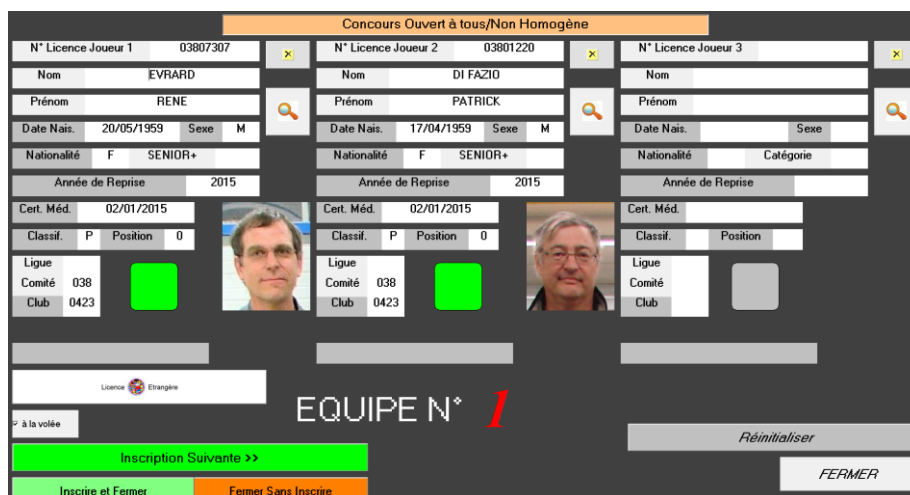 Concours Ouvert à tous/Non Homogène
N° Licence Joueur 1 03807307
Nom EVRARD
Prénom RENE
Date Nais. 20/05/1959 Sexe M
Nationalité F SENIOR+
Année de Reprise 2015
Cert. Méd. 02/01/2015
Classif. P Position 0
Ligue
Comité 038
Club 0423
N° Licence Joueur 2 03801220
Nom DI FAZIO
Prénom PATRICK
Date Nais. 17/04/1959 Sexe M
Nationalité F SENIOR+
Année de Reprise 2015
Cert. Méd. 02/01/2015
Classif. P Position 0
Ligue
Comité 038
Club 0423
N° Licence Joueur 3
Nom
Prénom
Date Nais. Sexe
Nationalité Catégorie
Année de Reprise
Cert. Méd.
Classif. Position
Ligue
Comité
Club
Licence Etrangère
à la volée
EQUIPE N° 1
Inscription Suivante >>
Inscrire et Fermer Fermer Sans Inscrire
Réinitialiser
FERMER